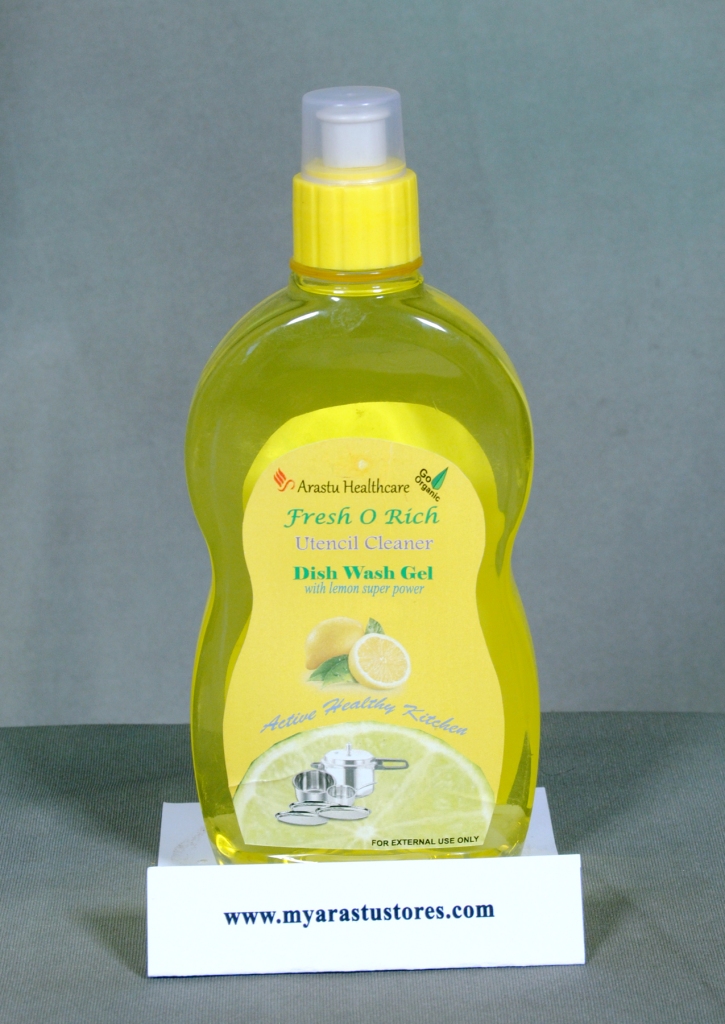 Arastu Healthcare
Go
Organic
Fresh O Rich
Utencil Cleaner
Dish Wash Gel
with lemon super power
Active Healthy Kitchen
FOR EXTERNAL USE ONLY
www.myarastustores.com